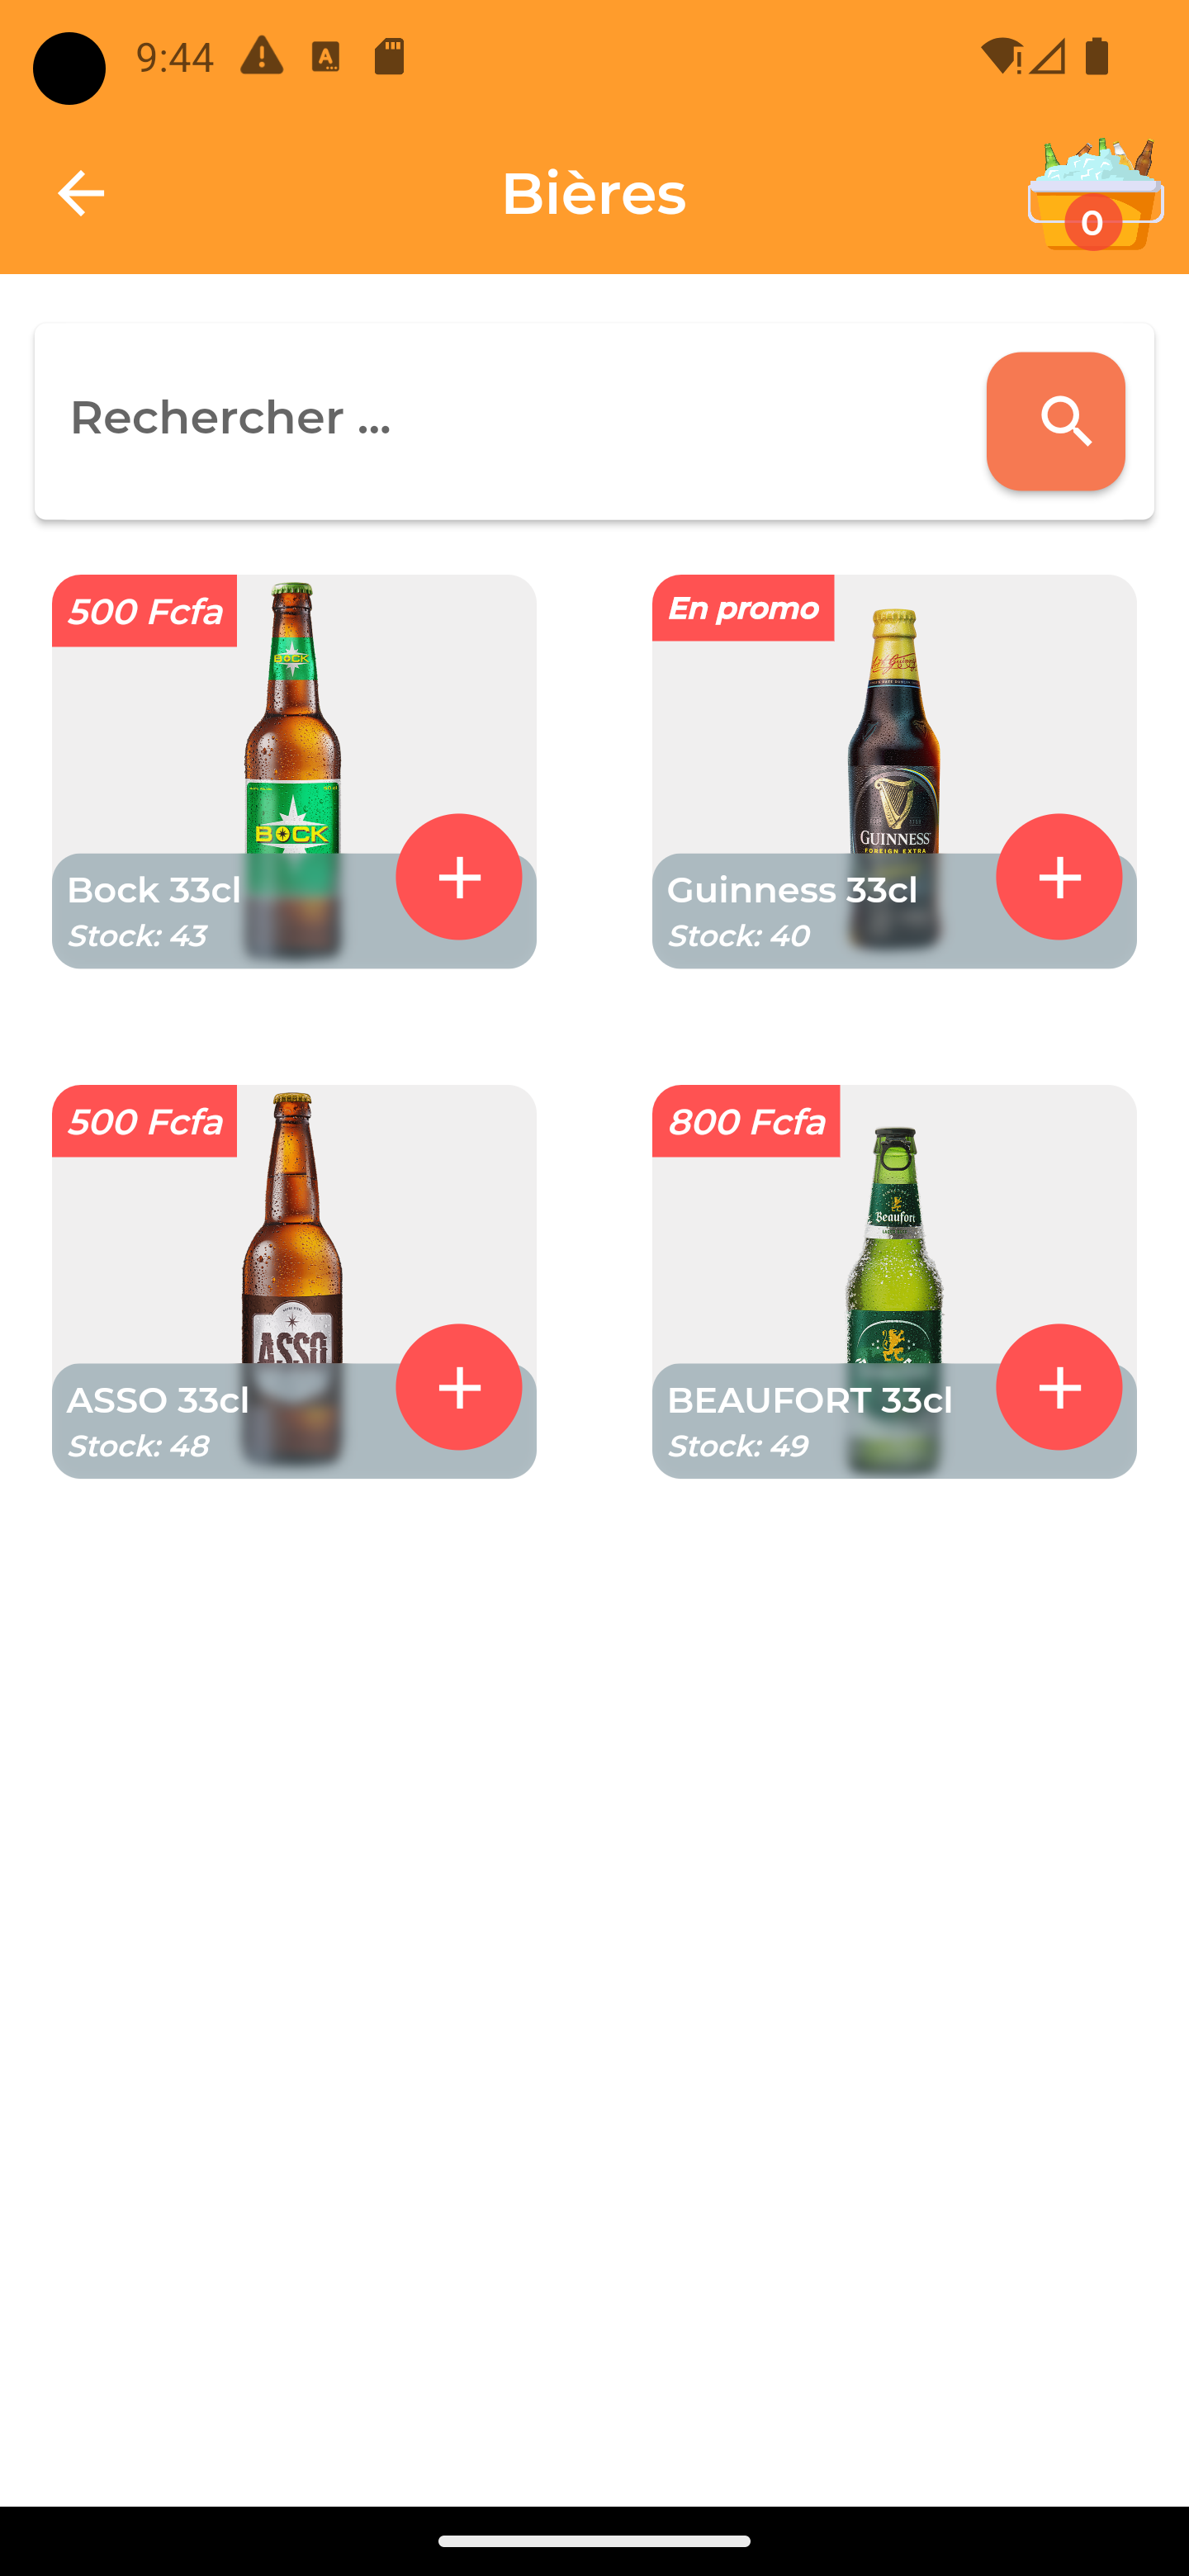 9:44
Bières
0
Rechercher ...
500 Fcfa
BOCK
BOCK
Bock 33cl
Stock: 43
En promo
GUINNESS
FOREIGN EXTRA
Guinness 33cl
Stock: 40
500 Fcfa
ASSO
ASSO 33cl
Stock: 48
800 Fcfa
Beaufort
BEAUFORT 33cl
Stock: 49